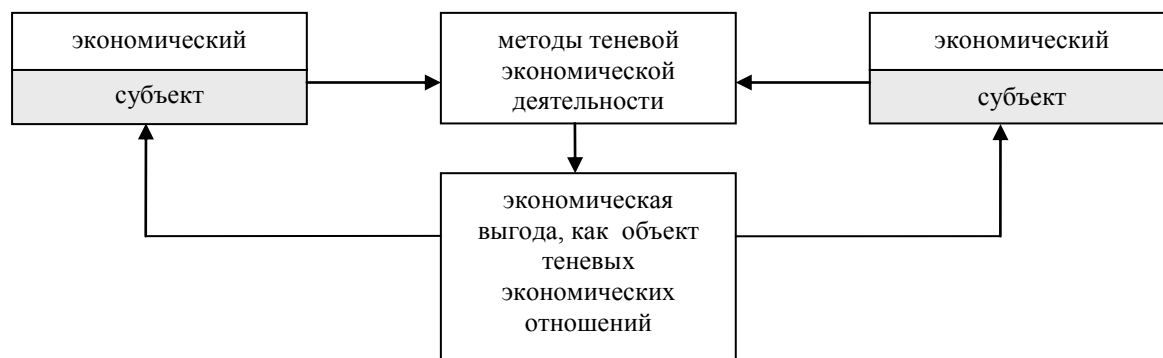 экономический
субъект
методы теневой
экономической
деятельности
экономический
субъект
экономическая
выгода, как объект
теневых
экономических
отношений